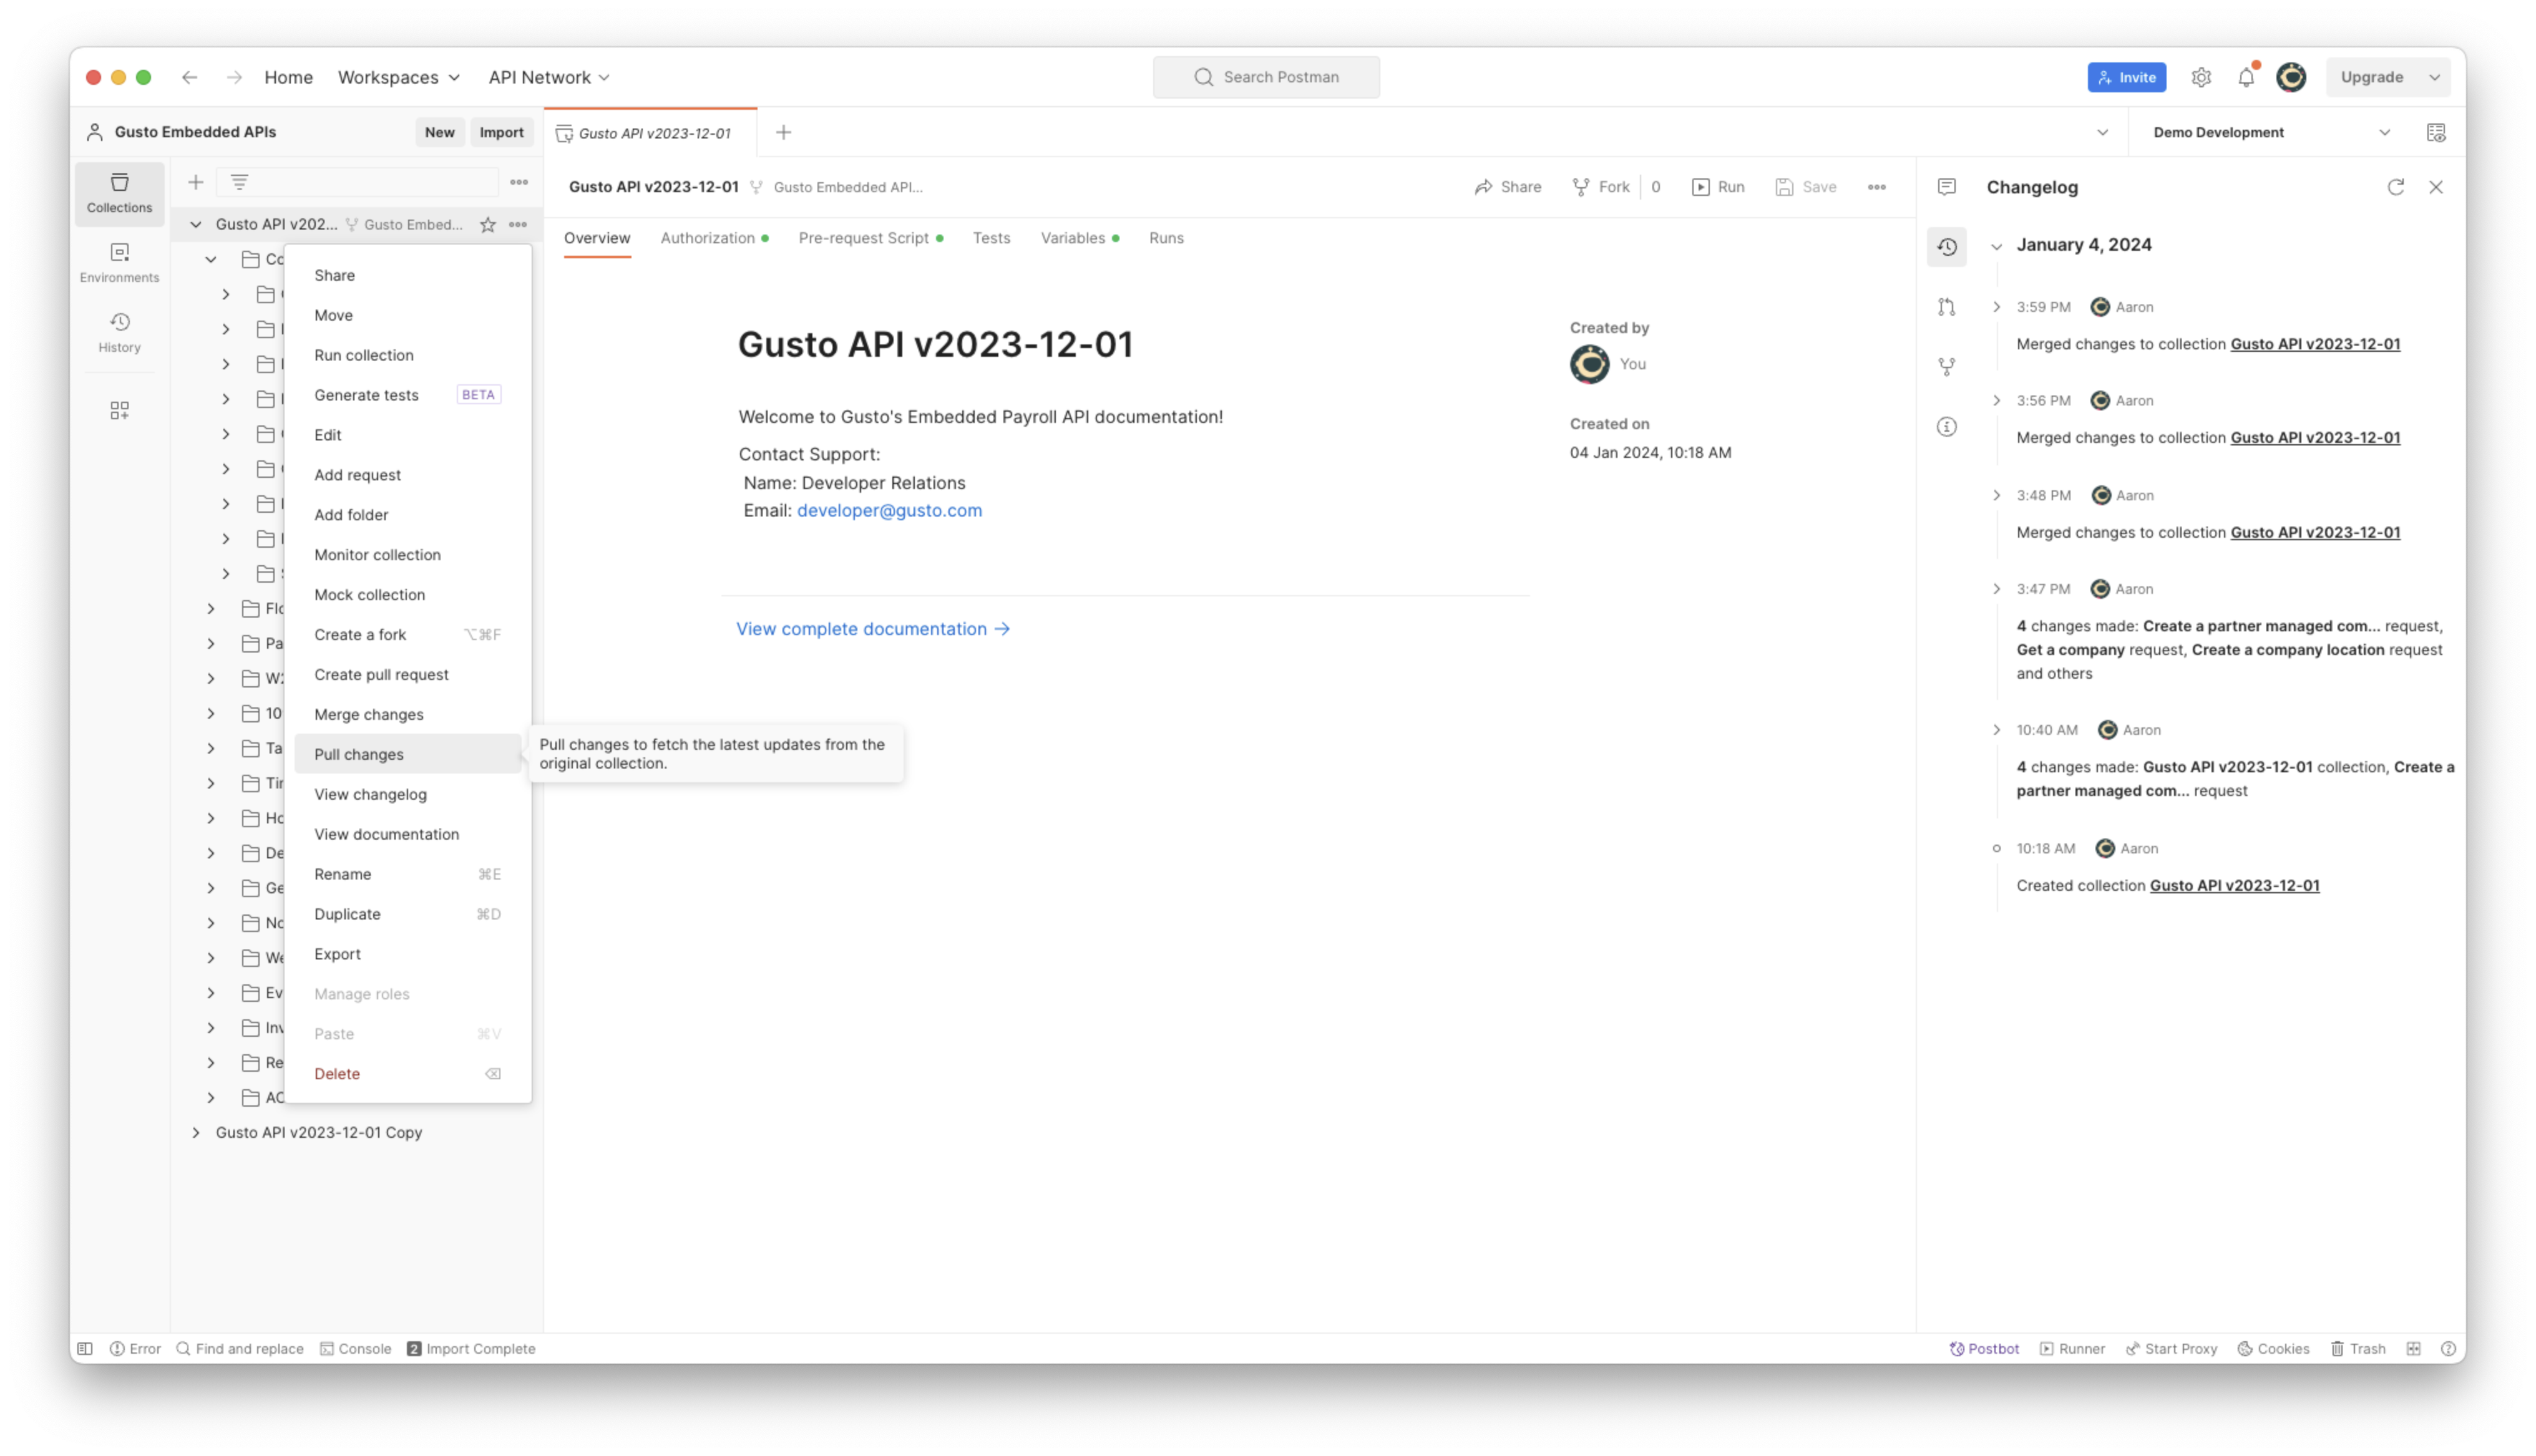 Home Workspaces API Network Search Postman Invite Upgrade
Gusto Embedded APIs New Import Gusto API v2023-12-01 Demo Development
Collections
Environments
History
Gusto API v202... Gusto Embed...
Co
Flo
Pa
W2
10
Ta
Ho
De
Ge
No
We
Ev
Inv
Re
Gusto API v2023-12-01 Copy
Share
Move
Run collection
Generate tests BETA
Edit
Add request
Add folder
Monitor collection
Mock collection
Create a fork ⌥⌘F
Create pull request
Merge changes
Pull changes
View changelog
View documentation
Rename ⌘E
Duplicate ⌘D
Export
Manage roles
Paste ⌘V
Delete
Pull changes to fetch the latest updates from the
original collection.
Gusto API v2023-12-01 Gusto Embedded API... Share Fork 0 Run Save
Overview Authorization Pre-request Script Tests Variables Runs
Gusto API v2023-12-01
Welcome to Gusto's Embedded Payroll API documentation!
Contact Support:
Name: Developer Relations
Email: developer@gusto.com
View complete documentation →
Created by
You
Created on
04 Jan 2024, 10:18 AM
Changelog
January 4, 2024
3:59 PM Aaron
Merged changes to collection Gusto API v2023-12-01
3:56 PM Aaron
Merged changes to collection Gusto API v2023-12-01
3:48 PM Aaron
Merged changes to collection Gusto API v2023-12-01
3:47 PM Aaron
4 changes made: Create a partner managed com... request,
Get a company request, Create a company location request
and others
10:40 AM Aaron
4 changes made: Gusto API v2023-12-01 collection, Create a
partner managed com... request
10:18 AM Aaron
Created collection Gusto API v2023-12-01
Error Find and replace Console 2 Import Complete Postbot Runner Start Proxy Cookies Trash